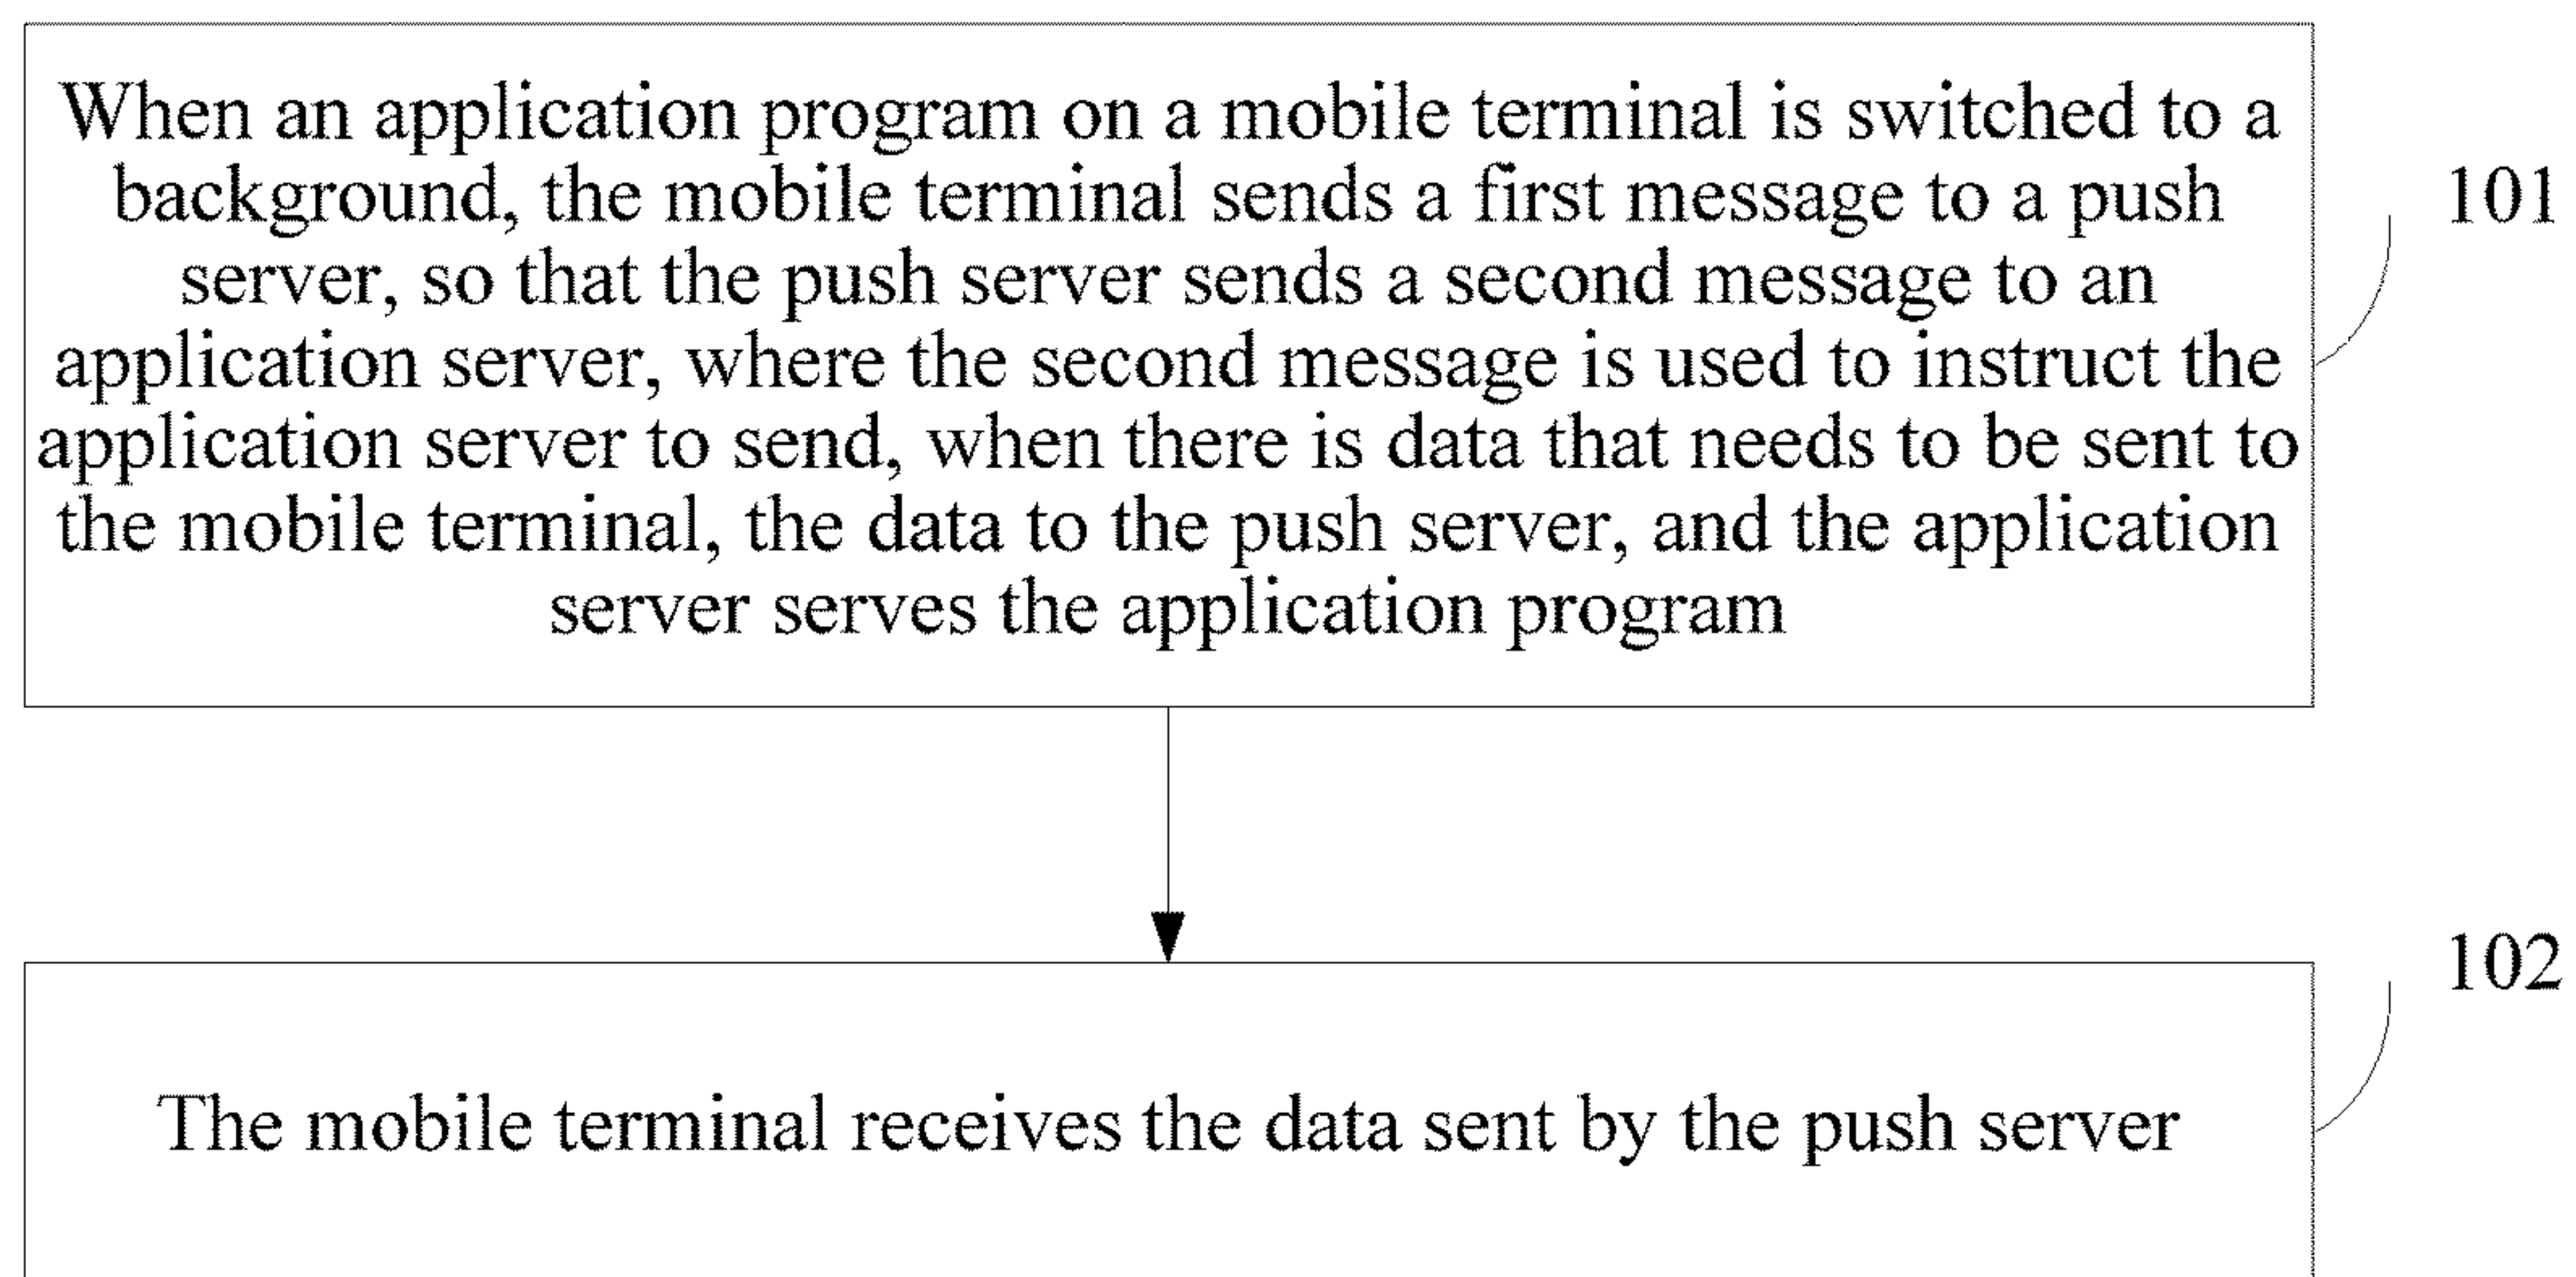 When an application program on a mobile terminal is switched to a
background, the mobile terminal sends a first message to a push
server, so that the push server sends a second message to an
application server, where the second message is used to instruct the
application server to send, when there is data that needs to be sent to
the mobile terminal, the data to the push server, and the application
server serves the application program
101
102
The mobile terminal receives the data sent by the push server